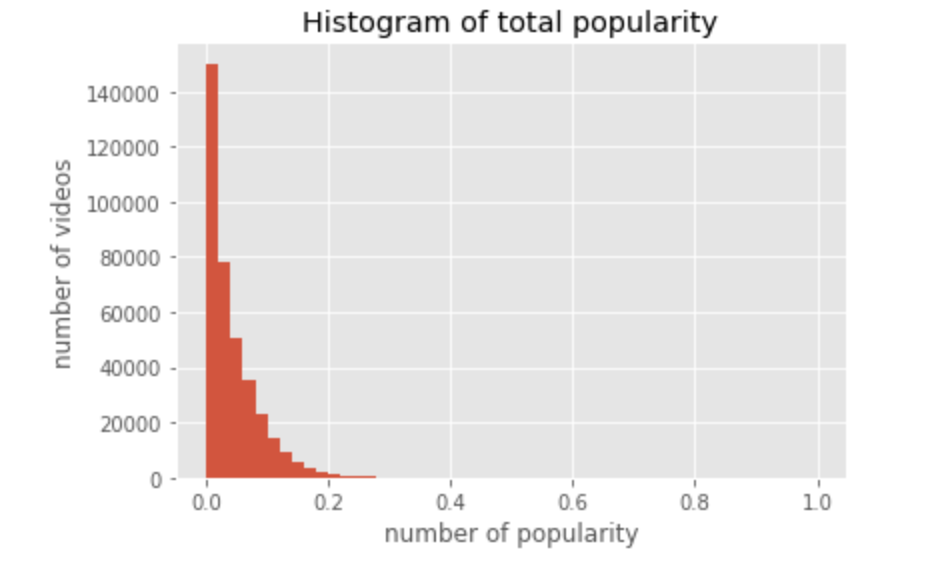 Histogram of total popularity
140000
120000
100000
80000
60000
40000
20000
0
number of videos
0.0 0.2 0.4 0.6 0.8 1.0
number of popularity